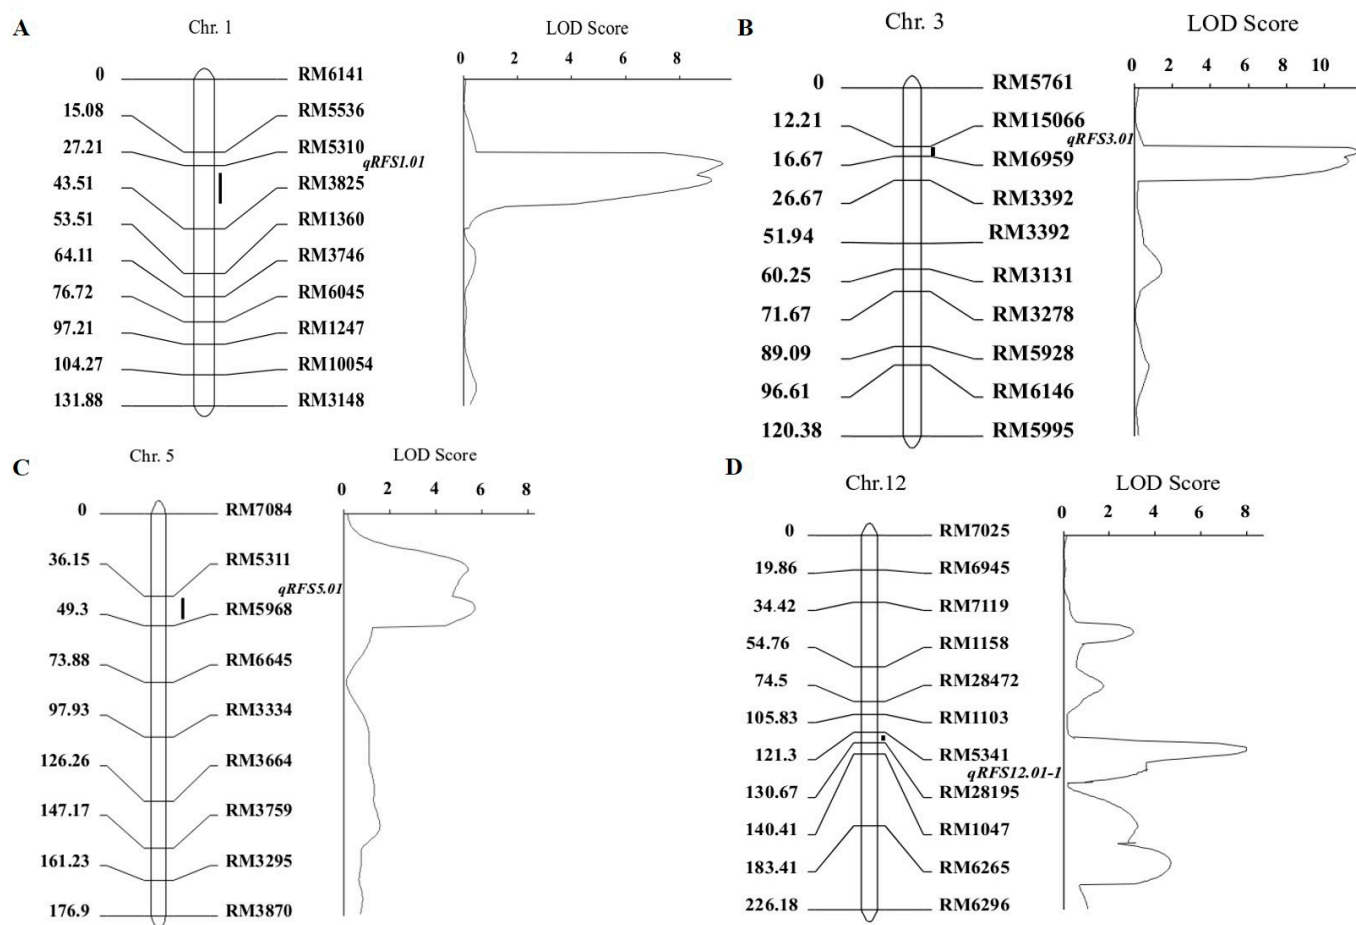 A
Chr. 1
LOD Score
0 2 4 6 8
0 RM6141
15.08 RM5536
27.21 RM5310
qRFS1.01
43.51 RM3825
53.51 RM1360
64.11 RM3746
76.72 RM6045
97.21 RM1247
104.27 RM10054
131.88 RM3148
B
Chr. 3
LOD Score
0 2 4 6 8 10
0 RM5761
12.21 RM15066
qRFS3.01
16.67 RM6959
26.67 RM3392
51.94 RM3392
60.25 RM3131
71.67 RM3278
89.09 RM5928
96.61 RM6146
120.38 RM5995
C
Chr. 5
LOD Score
0 2 4 6 8
0 RM7084
36.15 RM5311
qRFS5.01
49.3 RM5968
73.88 RM6645
97.93 RM3334
126.26 RM3664
147.17 RM3759
161.23 RM3295
176.9 RM3870
D
Chr.12
LOD Score
0 2 4 6 8
0 RM7025
19.86 RM6945
34.42 RM7119
54.76 RM1158
74.5 RM28472
105.83 RM1103
121.3 RM5341
qRFS12.01-1
130.67 RM28195
140.41 RM1047
183.41 RM6265
226.18 RM6296